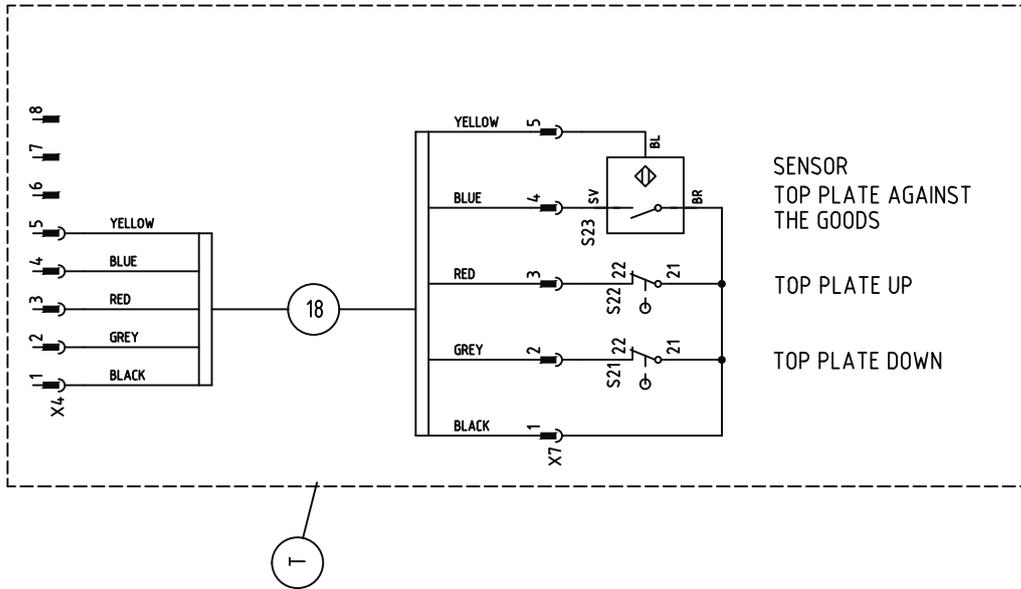 8
7
6
5
YELLOW
4
BLUE
3
RED
2
GREY
1
BLACK
X4
18
YELLOW
5
BL
BLUE
4
SV
BR
S23
SENSOR
TOP PLATE AGAINST
THE GOODS
RED
3
22
21
S22
TOP PLATE UP
GREY
2
22
21
S21
TOP PLATE DOWN
BLACK
1
X7
T